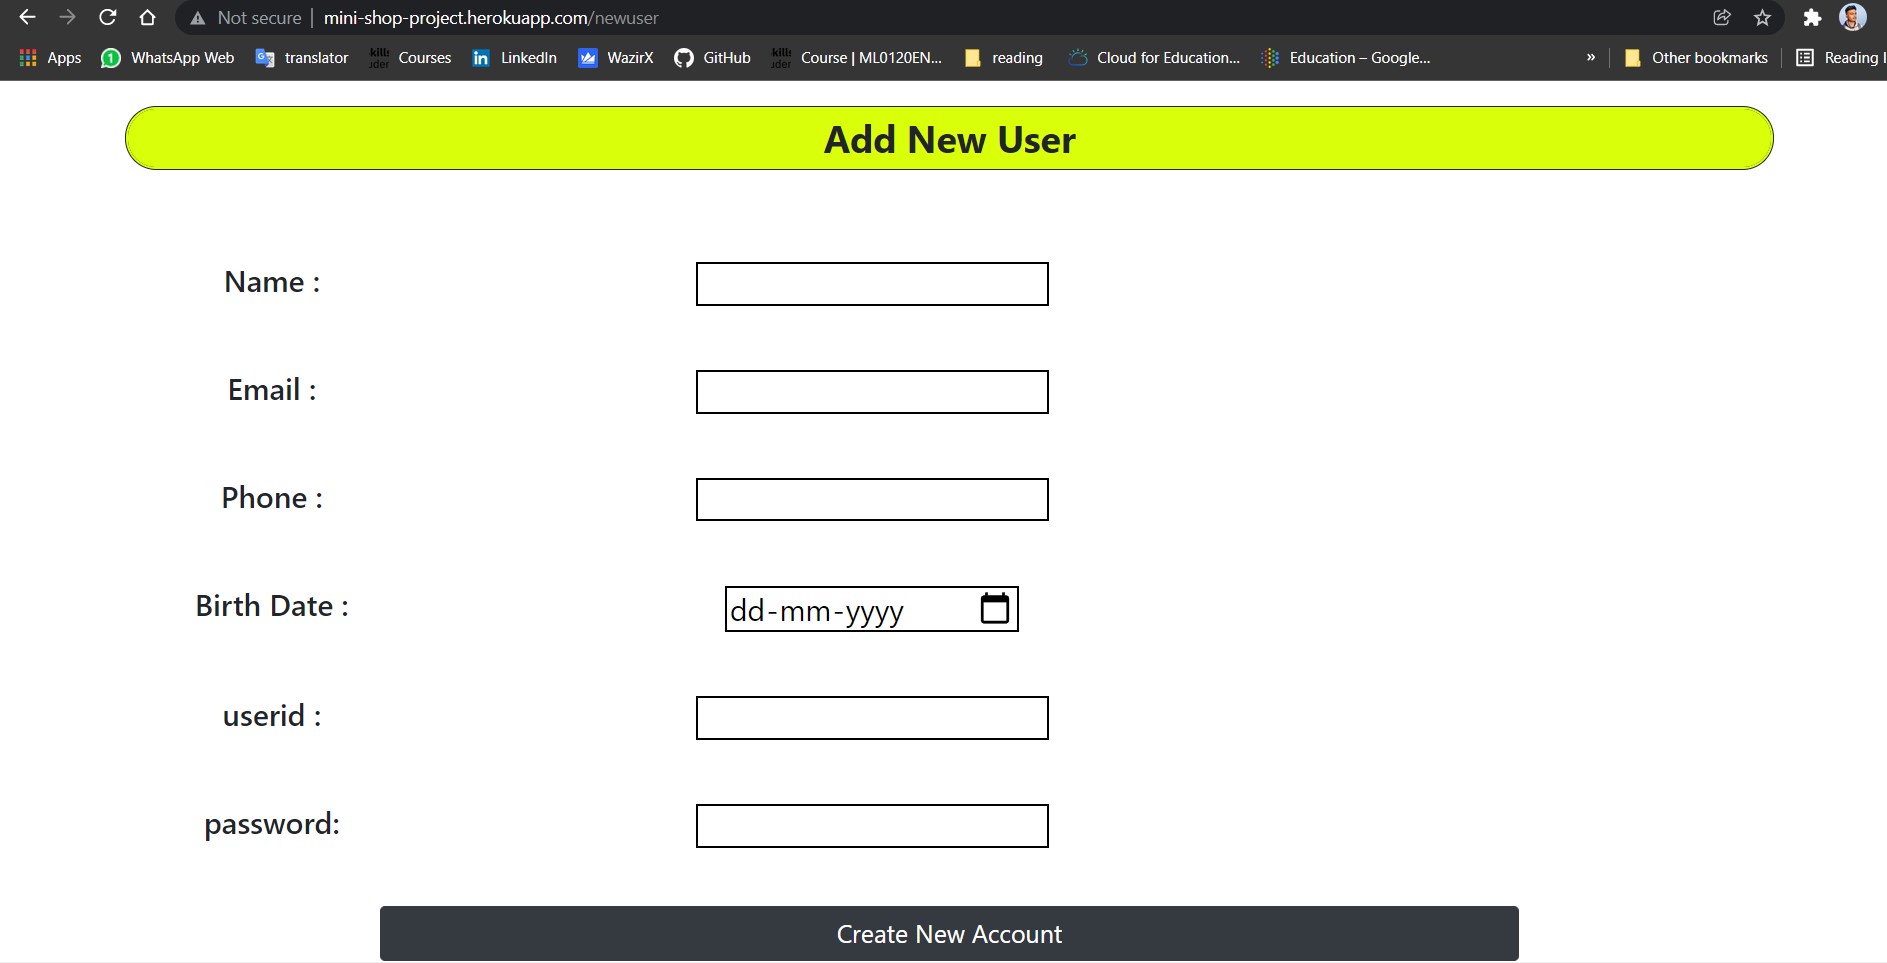 Not secure | mini-shop-project.herokuapp.com/newuser
Apps 1 WhatsApp Web translator Courses LinkedIn WazirX GitHub Course | ML0120EN... reading Cloud for Education... Education – Google... » Other bookmarks Reading
Add New User
Name :
Email :
Phone :
Birth Date : dd-mm-yyyy
userid :
password:
Create New Account